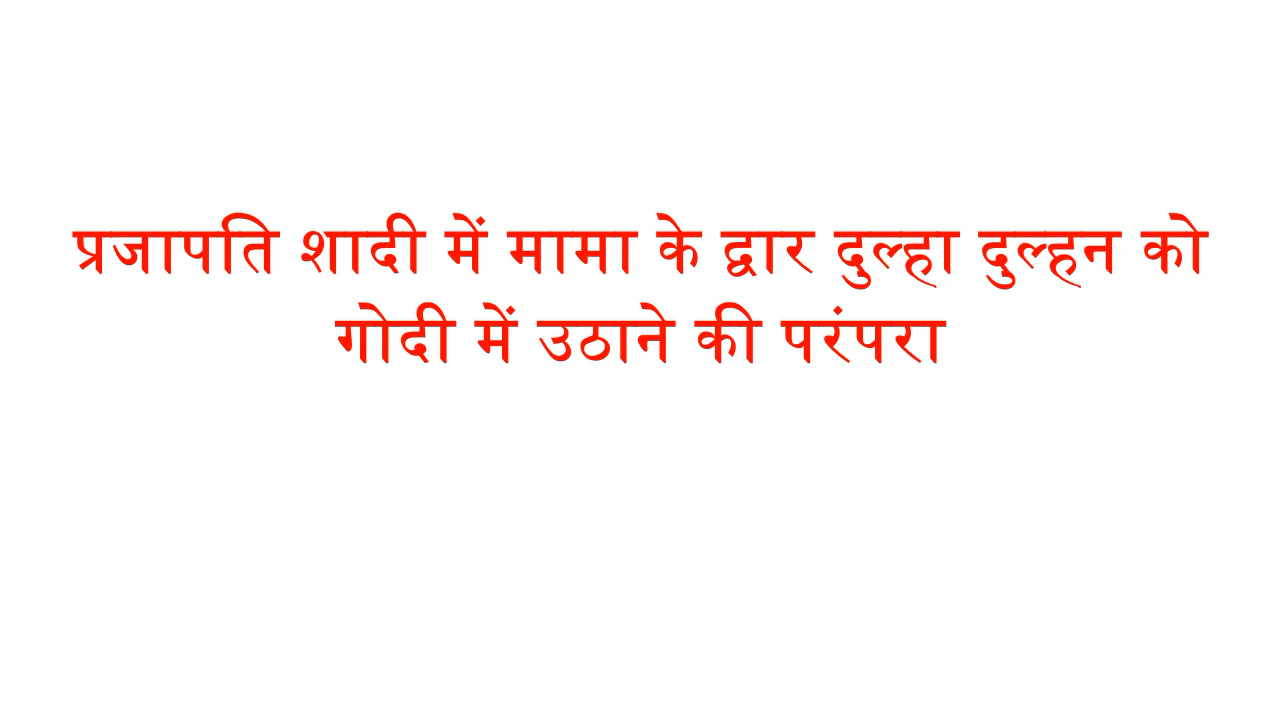 प्रजापति शादी में मामा के द्वार दुल्हा दुल्हन को
गोदी में उठाने की परंपरा